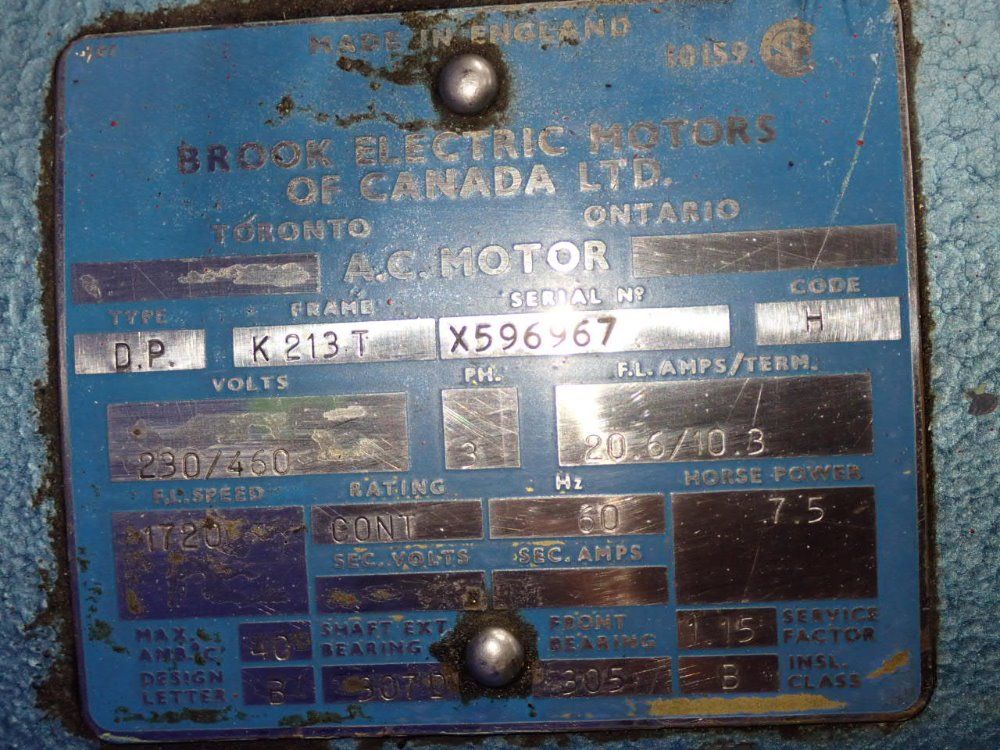 MADE IN ENGLAND
10159
BROOK ELECTRIC MOTORS
OF CANADA LTD.
TORONTO ONTARIO
A.C. MOTOR
TYPE FRAME SERIAL Nº CODE
D.P. K 213 T X596967 H
VOLTS PH. F.L. AMPS/TERM.
230/460 3 20.6/10.3
F.L. SPEED RATING Hz HORSE POWER
1720 CONT 60 7.5
SEC. VOLTS SEC. AMPS
MAX. AMB.°C 40 SHAFT EXT BEARING FRONT BEARING 1.15 SERVICE FACTOR
DESIGN LETTER B 307 305 B INSL. CLASS